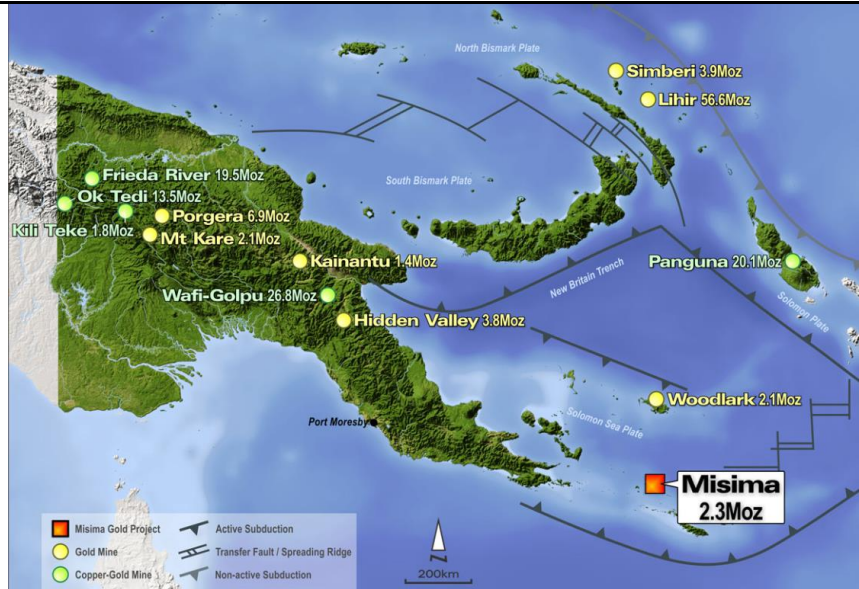 North Bismark Plate
Simberi 3.9Moz
Lihir 56.6Moz
Frieda River 19.5Moz
South Bismark Plate
Ok Tedi 13.5Moz
Porgera 6.9Moz
Kili Teke 1.8Moz
Mt Kare 2.1Moz
Kainantu 1.4Moz
Panguna 20.1Moz
New Britain Trench
Solomon Plate
Wafi-Golpu 26.8Moz
Hidden Valley 3.8Moz
Woodlark 2.1Moz
Port Moresby
Solomon Sea Plate
Misima
2.3Moz
Misima Gold Project
Active Subduction
Gold Mine
Transfer Fault / Spreading Ridge
Copper-Gold Mine
Non-active Subduction
N
200km